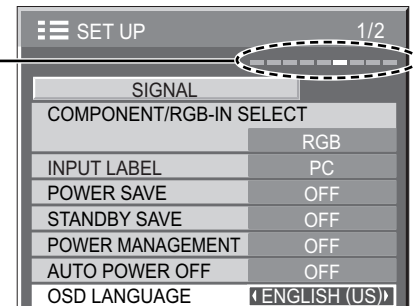 SET UP 1/2
SIGNAL
COMPONENT/RGB-IN SELECT
RGB
INPUT LABEL PC
POWER SAVE OFF
STANDBY SAVE OFF
POWER MANAGEMENT OFF
AUTO POWER OFF OFF
OSD LANGUAGE ENGLISH (US)